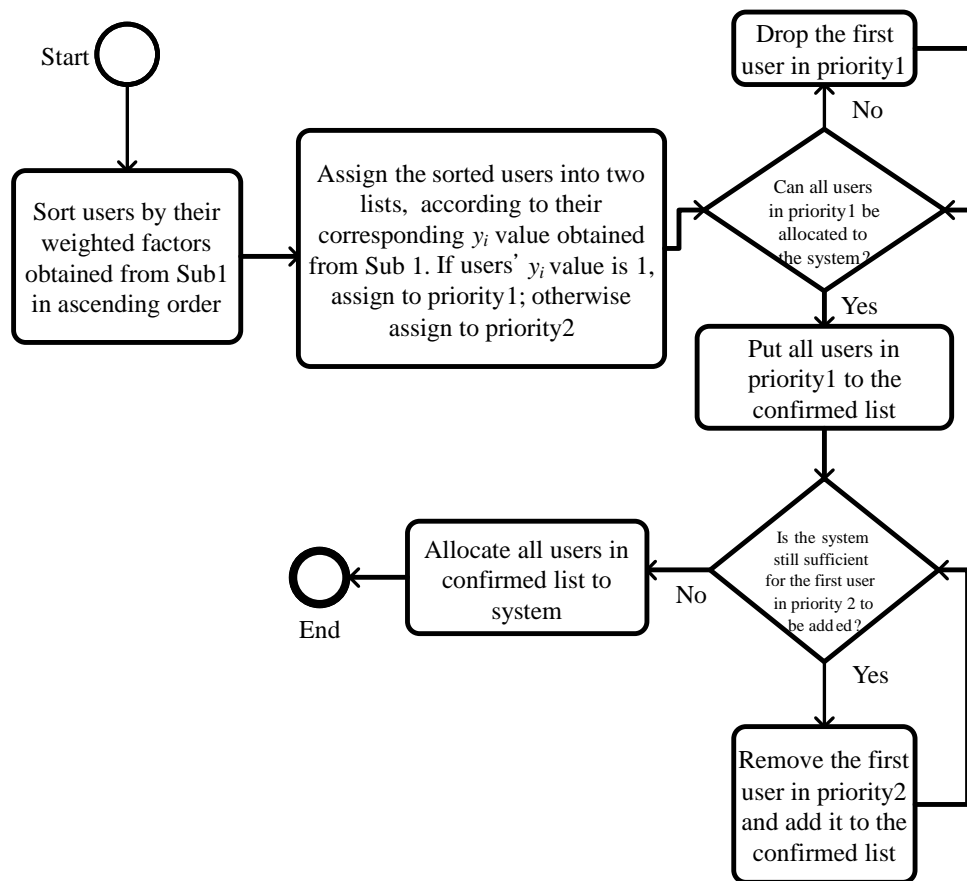 Start
Sort users by their
weighted factors
obtained from Sub1
in ascending order
Assign the sorted users into two
lists, according to their
corresponding yi value obtained
from Sub 1. If users’ yi value is 1,
assign to priority1; otherwise
assign to priority2
Drop the first
user in priority1
No
Can all users
in priority1 be
allocated to
the system?
Yes
Put all users in
priority1 to the
confirmed list
Is the system
still sufficient
for the first user
in priority 2 to
be added?
No
Allocate all users in
confirmed list to
system
End
Yes
Remove the first
user in priority2
and add it to the
confirmed list